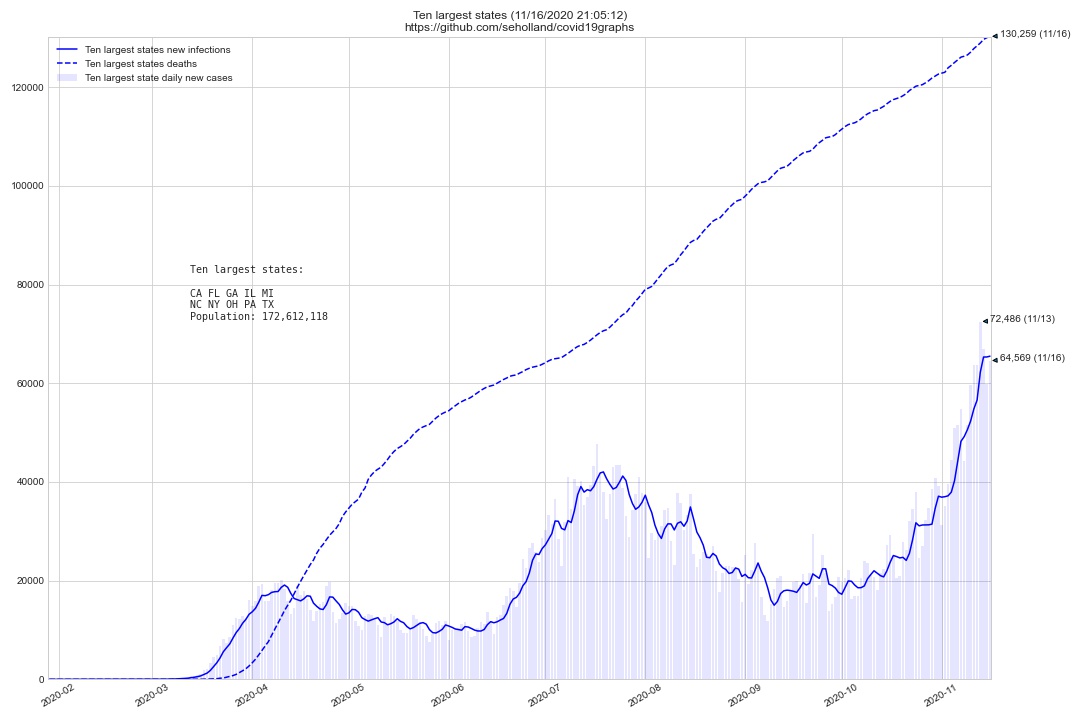 Ten largest states (11/16/2020 21:05:12)
https://github.com/seholland/covid19graphs
Ten largest states new infections
Ten largest states deaths
Ten largest state daily new cases
130,259 (11/16)
120000
100000
80000
60000
40000
20000
0
Ten largest states:
CA FL GA IL MI
NC NY OH PA TX
Population: 172,612,118
72,486 (11/13)
64,569 (11/16)
2020-02
2020-03
2020-04
2020-05
2020-06
2020-07
2020-08
2020-09
2020-10
2020-11